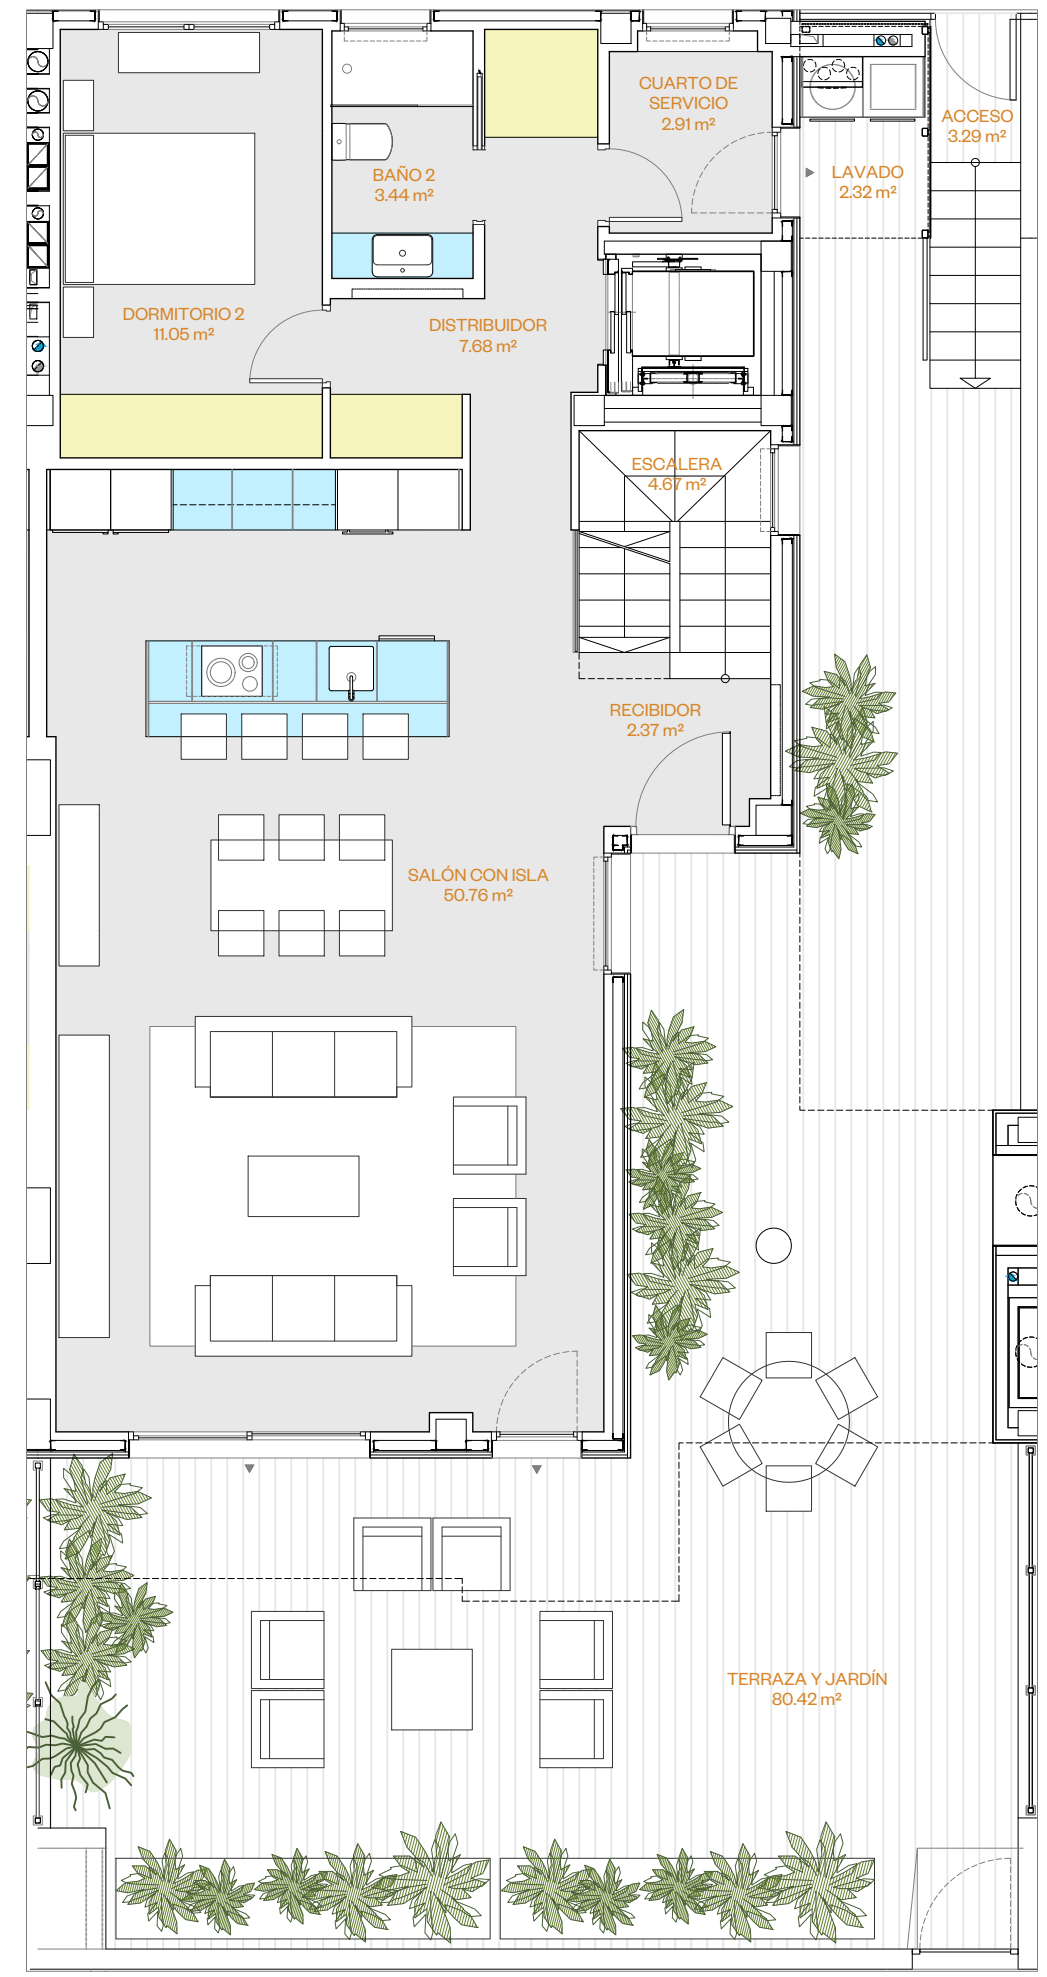 CUARTO DE
SERVICIO
2.91 m²
ACCESO
3.29 m²
BAÑO 2
3.44 m²
LAVADO
2.32 m²
DORMITORIO 2
11.05 m²
DISTRIBUIDOR
7.68 m²
ESCALERA
4.67 m²
RECIBIDOR
2.37 m²
SALÓN CON ISLA
50.76 m²
TERRAZA Y JARDÍN
80.42 m²